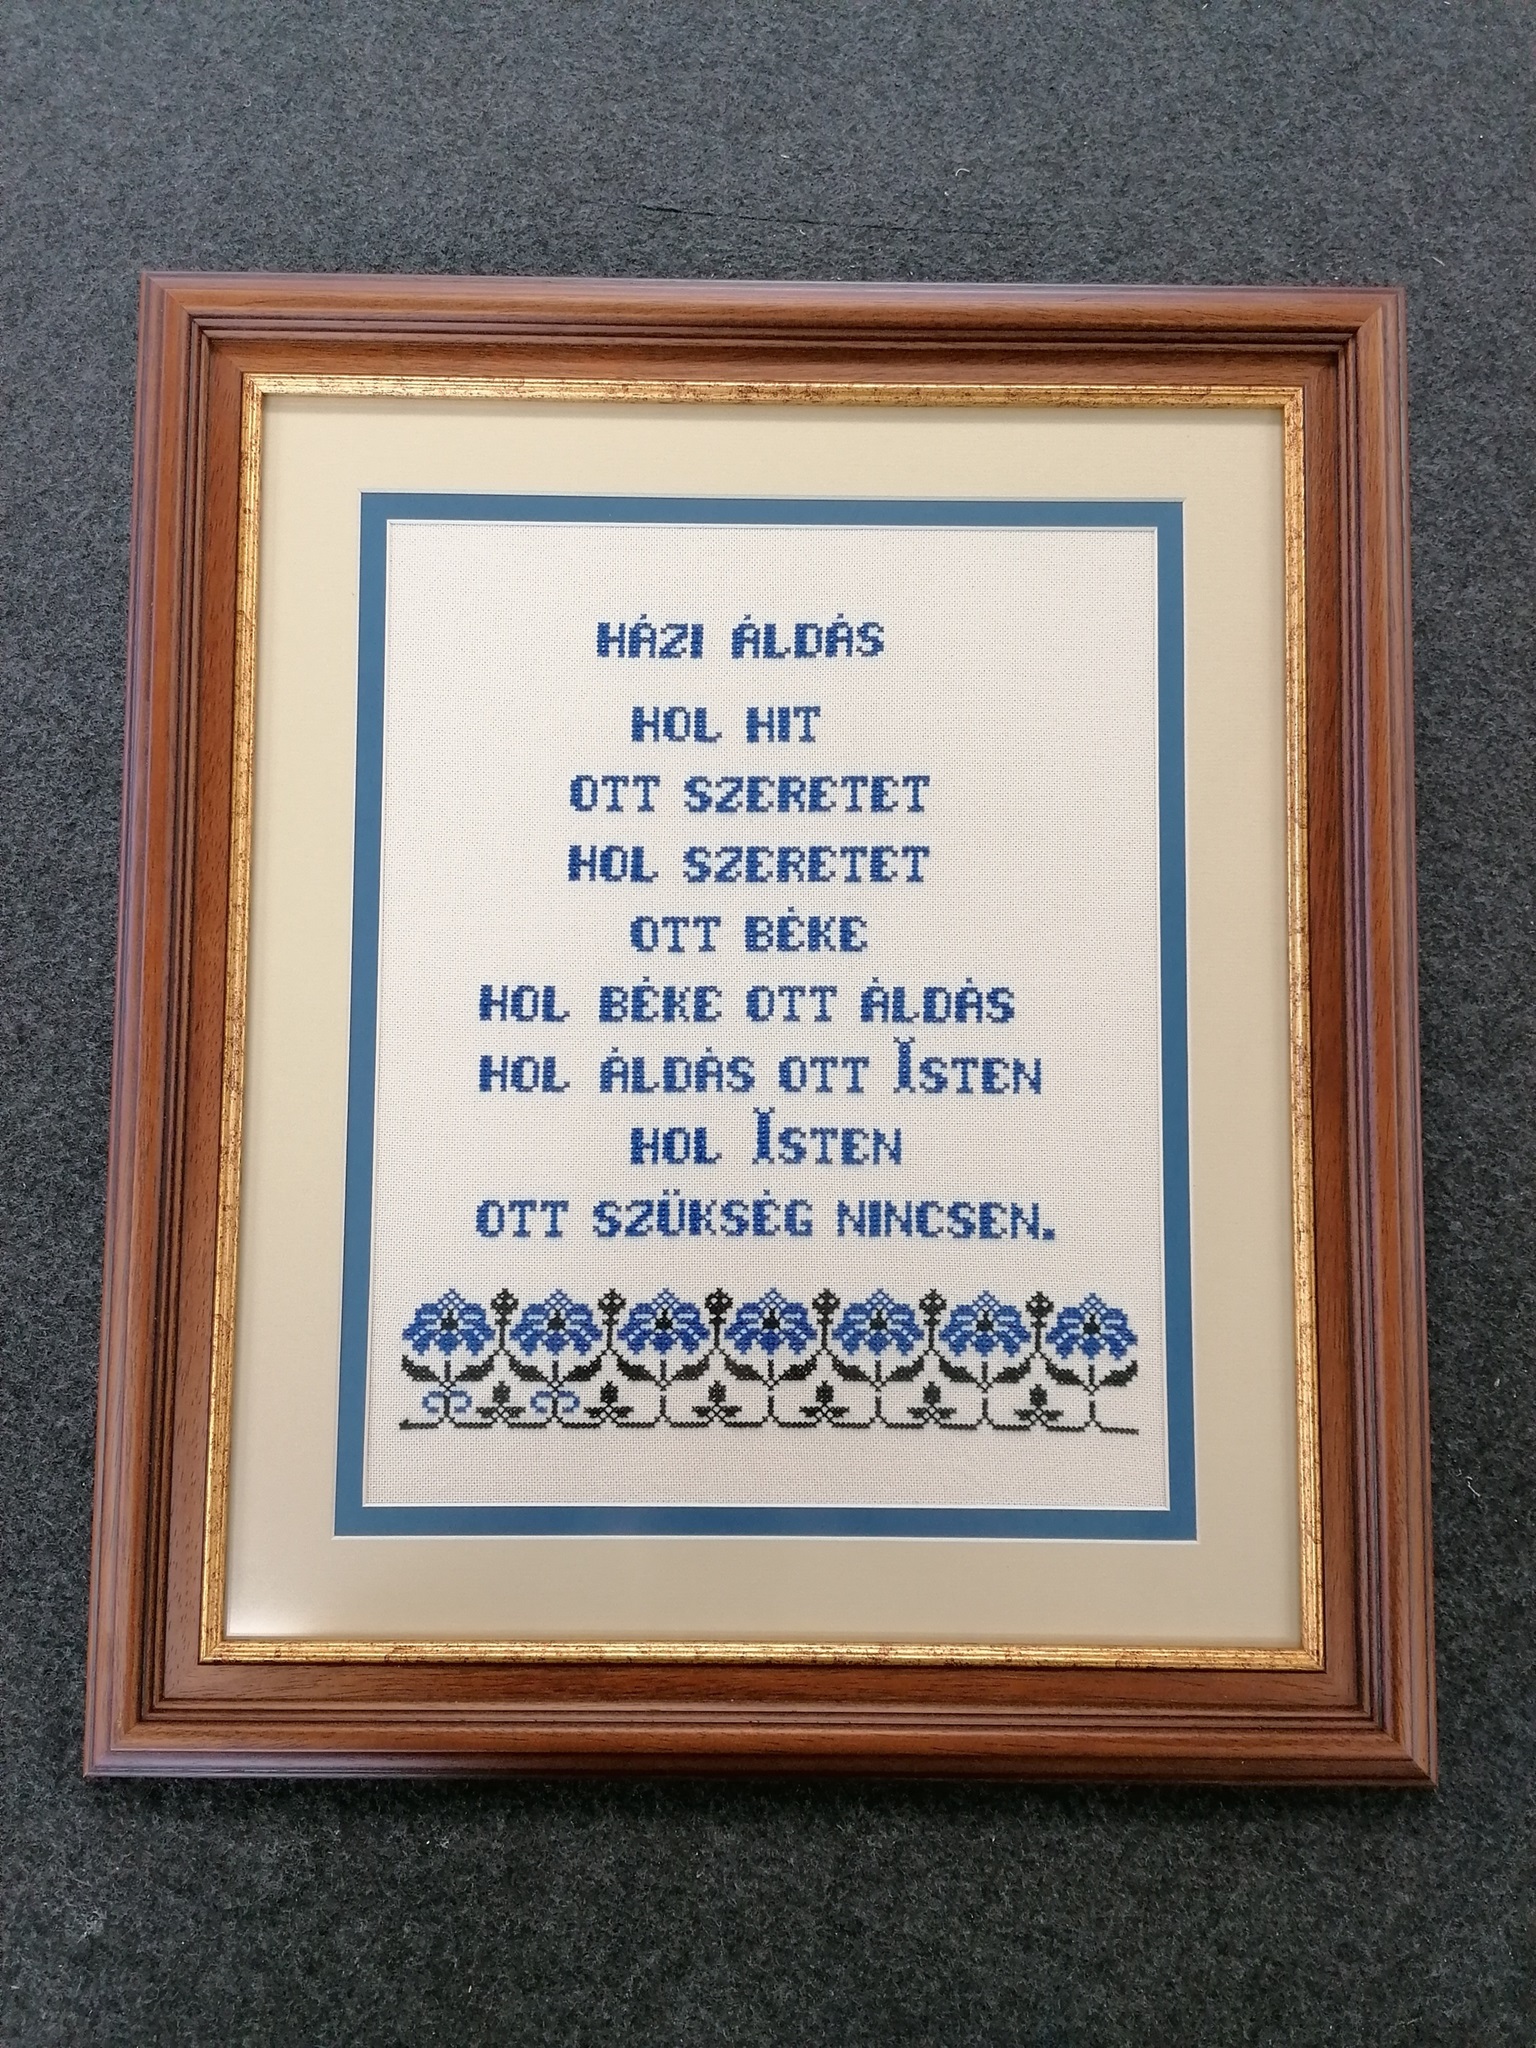 HÁZI ÁLDÁS
HOL HIT
OTT SZERETET
HOL SZERETET
OTT BÉKE
HOL BÉKE OTT ÁLDÁS
HOL ÁLDÁS OTT ISTEN
HOL ISTEN
OTT SZÜKSÉG NINCSEN.